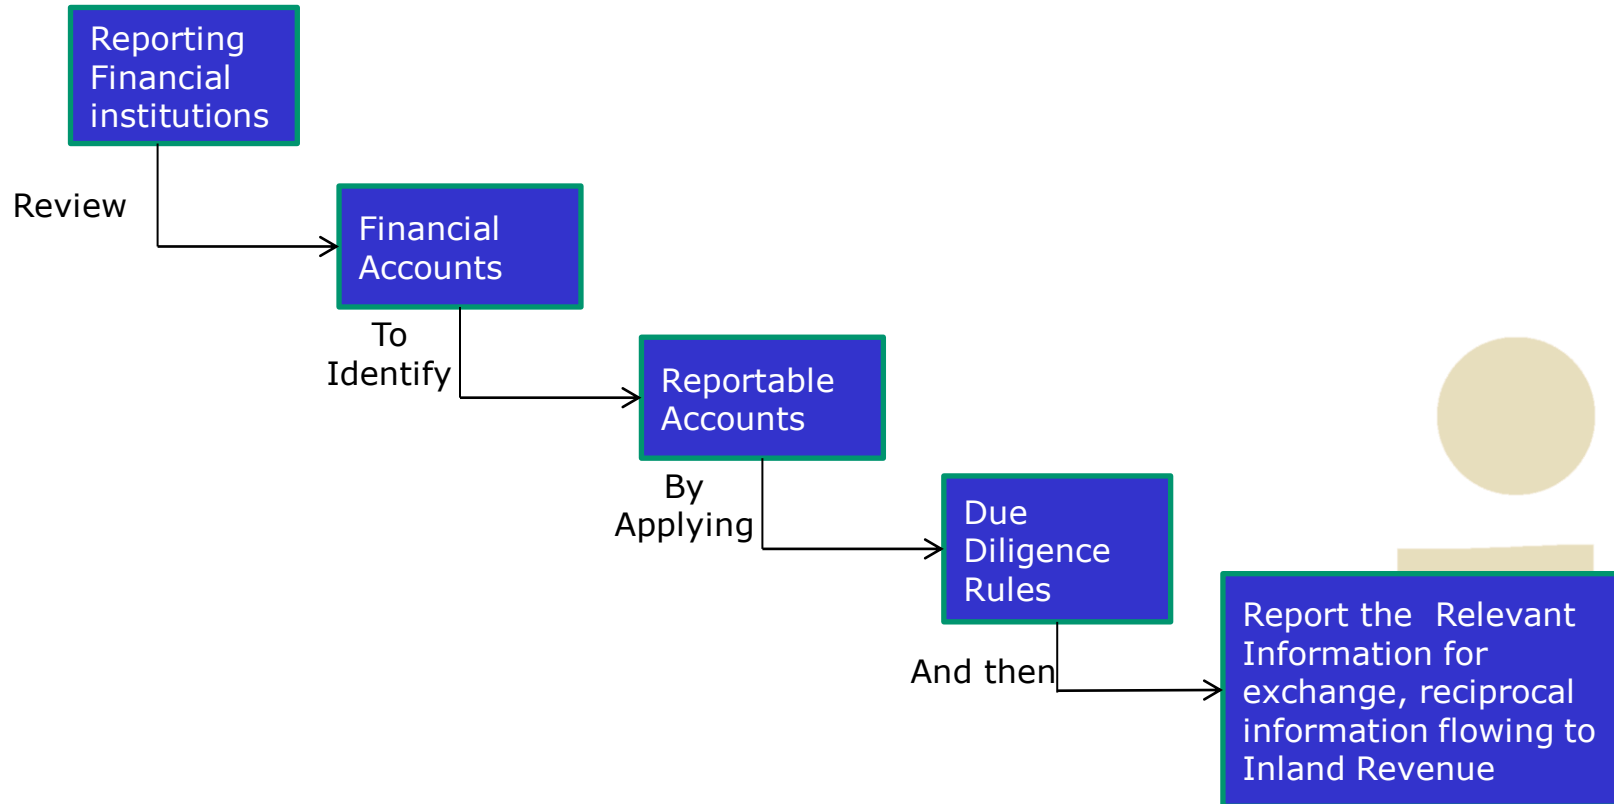 Reporting
Financial
institutions
Review
Financial
Accounts
To
Identify
Reportable
Accounts
By
Applying
Due
Diligence
Rules
And then
Report the  Relevant
Information for
exchange, reciprocal
information flowing to
Inland Revenue